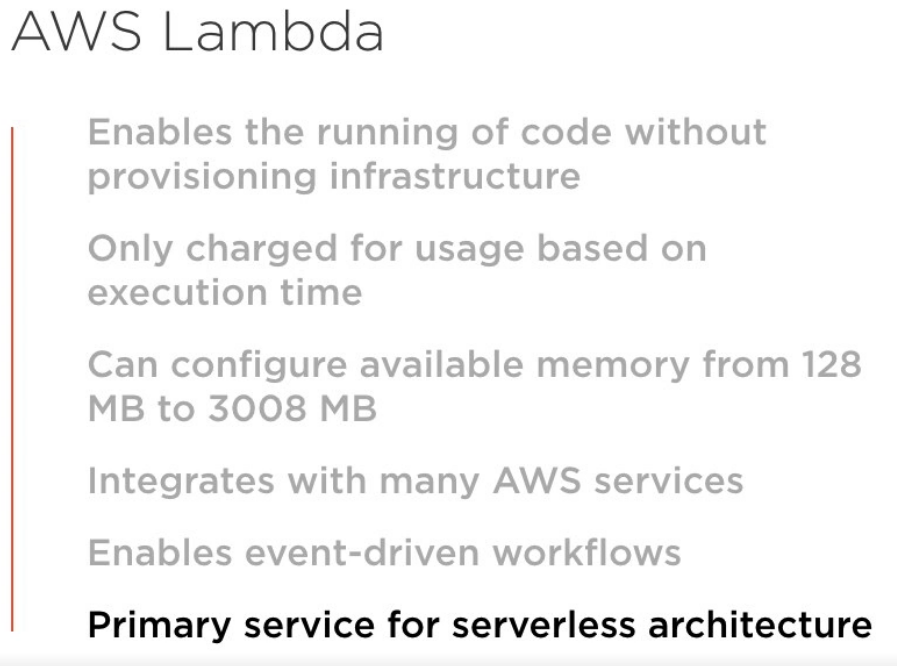 AWS Lambda
Enables the running of code without
provisioning infrastructure
Only charged for usage based on
execution time
Can configure available memory from 128
MB to 3008 MB
Integrates with many AWS services
Enables event-driven workflows
Primary service for serverless architecture